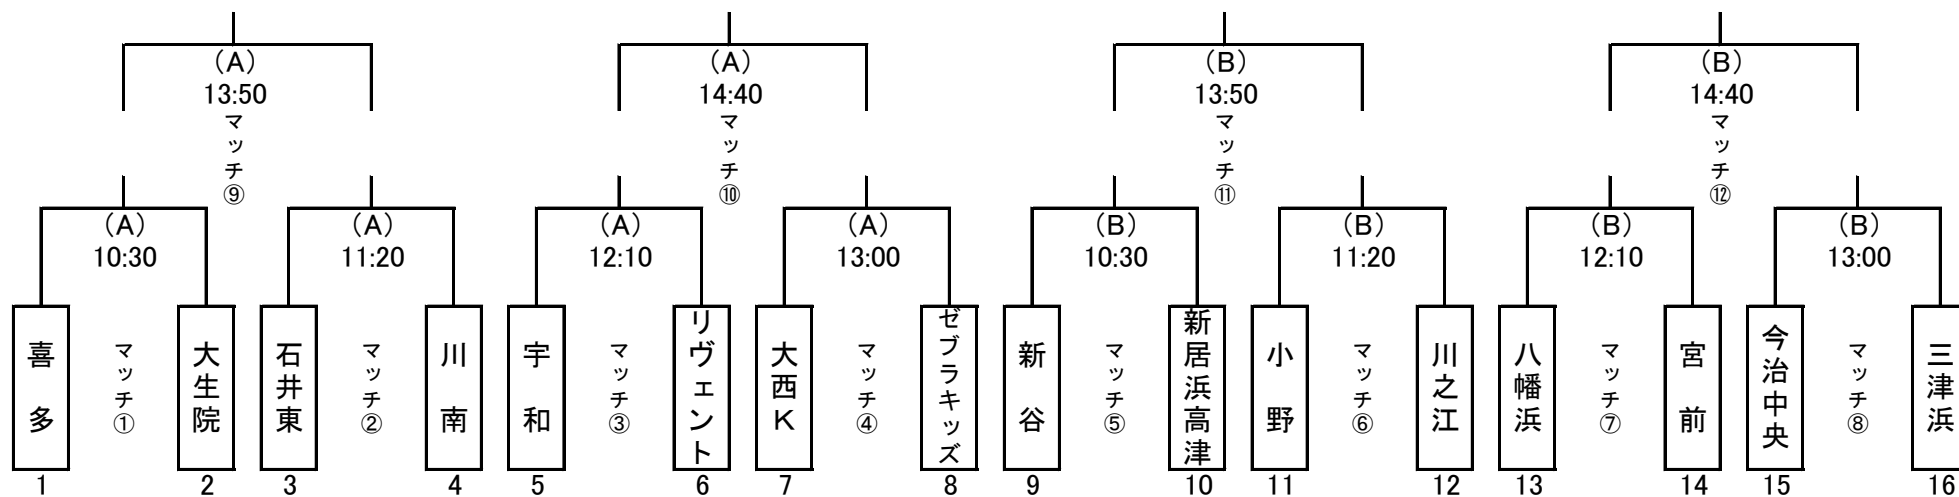 (A)
(A)
(B)
(B)
13:50
14:40
13:50
14:40
マッチ⑨
マッチ⑩
マッチ⑪
マッチ⑫
(A)
(A)
(A)
(A)
(B)
(B)
(B)
(B)
10:30
11:20
12:10
13:00
10:30
11:20
12:10
13:00
喜多
マッチ①
大生院
石井東
マッチ②
川南
宇和
マッチ③
リヴェント
大西K
マッチ④
ゼブラキッズ
新谷
マッチ⑤
新居浜高津
小野
マッチ⑥
川之江
八幡浜
マッチ⑦
宮前
今治中央
マッチ⑧
三津浜
1
2
3
4
5
6
7
8
9
10
11
12
13
14
15
16